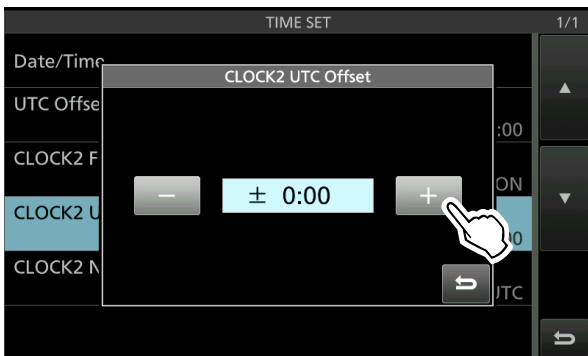 TIME SET 1/1
Date/Time
CLOCK2 UTC Offset
UTC Offse
:00
CLOCK2 F
ON
− ± 0:00 +
CLOCK2 U
00
CLOCK2 N
UTC